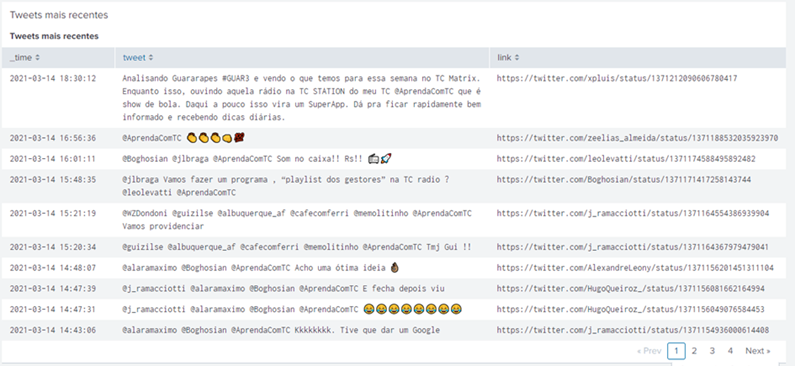 Tweets mais recentes
Tweets mais recentes
_time tweet link
2021-03-14 18:30:12 Analisando Guararapes #GUAR3 e vendo o que temos para essa semana no TC Matrix. https://twitter.com/xpluis/status/1371212090606780417
Enquanto isso, ouvindo aquela rádio na TC STATION do meu TC @AprendaComTC que é
show de bola. Daqui a pouco isso vira um SuperApp. Dá pra ficar rapidamente bem
informado e recebendo dicas diárias.
2021-03-14 16:56:36 @AprendaComTC https://twitter.com/zeelias_almeida/status/1371188532035923970
2021-03-14 16:01:11 @Boghosian @jlbraga @AprendaComTC Som no caixa!! Rs!! 📻🚀 https://twitter.com/leolevatti/status/1371174588495892482
2021-03-14 15:48:35 @jlbraga Vamos fazer um programa , “playlist dos gestores” na TC radio ? https://twitter.com/Boghosian/status/1371171417258143744
@leolevatti @AprendaComTC
2021-03-14 15:21:19 @WZDondoni @guizilse @albuquerque_af @cafecomferri @memolitinho @AprendaComTC https://twitter.com/j_ramacciotti/status/1371164554386939904
Vamos providenciar
2021-03-14 15:20:34 @guizilse @albuquerque_af @cafecomferri @memolitinho @AprendaComTC Tmj Gui !! https://twitter.com/j_ramacciotti/status/1371164367979479041
2021-03-14 14:48:07 @alaramaximo @Boghosian @AprendaComTC Acho uma ótima ideia https://twitter.com/AlexandreLeony/status/1371156201451311104
2021-03-14 14:47:39 @j_ramacciotti @alaramaximo @Boghosian @AprendaComTC E fecha depois viu https://twitter.com/HugoQueiroz_/status/1371156081662164994
2021-03-14 14:47:31 @j_ramacciotti @alaramaximo @Boghosian @AprendaComTC 😂😂😂😂😂😂😂😂 https://twitter.com/HugoQueiroz_/status/1371156049076584453
2021-03-14 14:43:06 @alaramaximo @Boghosian @AprendaComTC Kkkkkkkk. Tive que dar um Google https://twitter.com/j_ramacciotti/status/1371154936000614408
« Prev 1 2 3 4 Next »